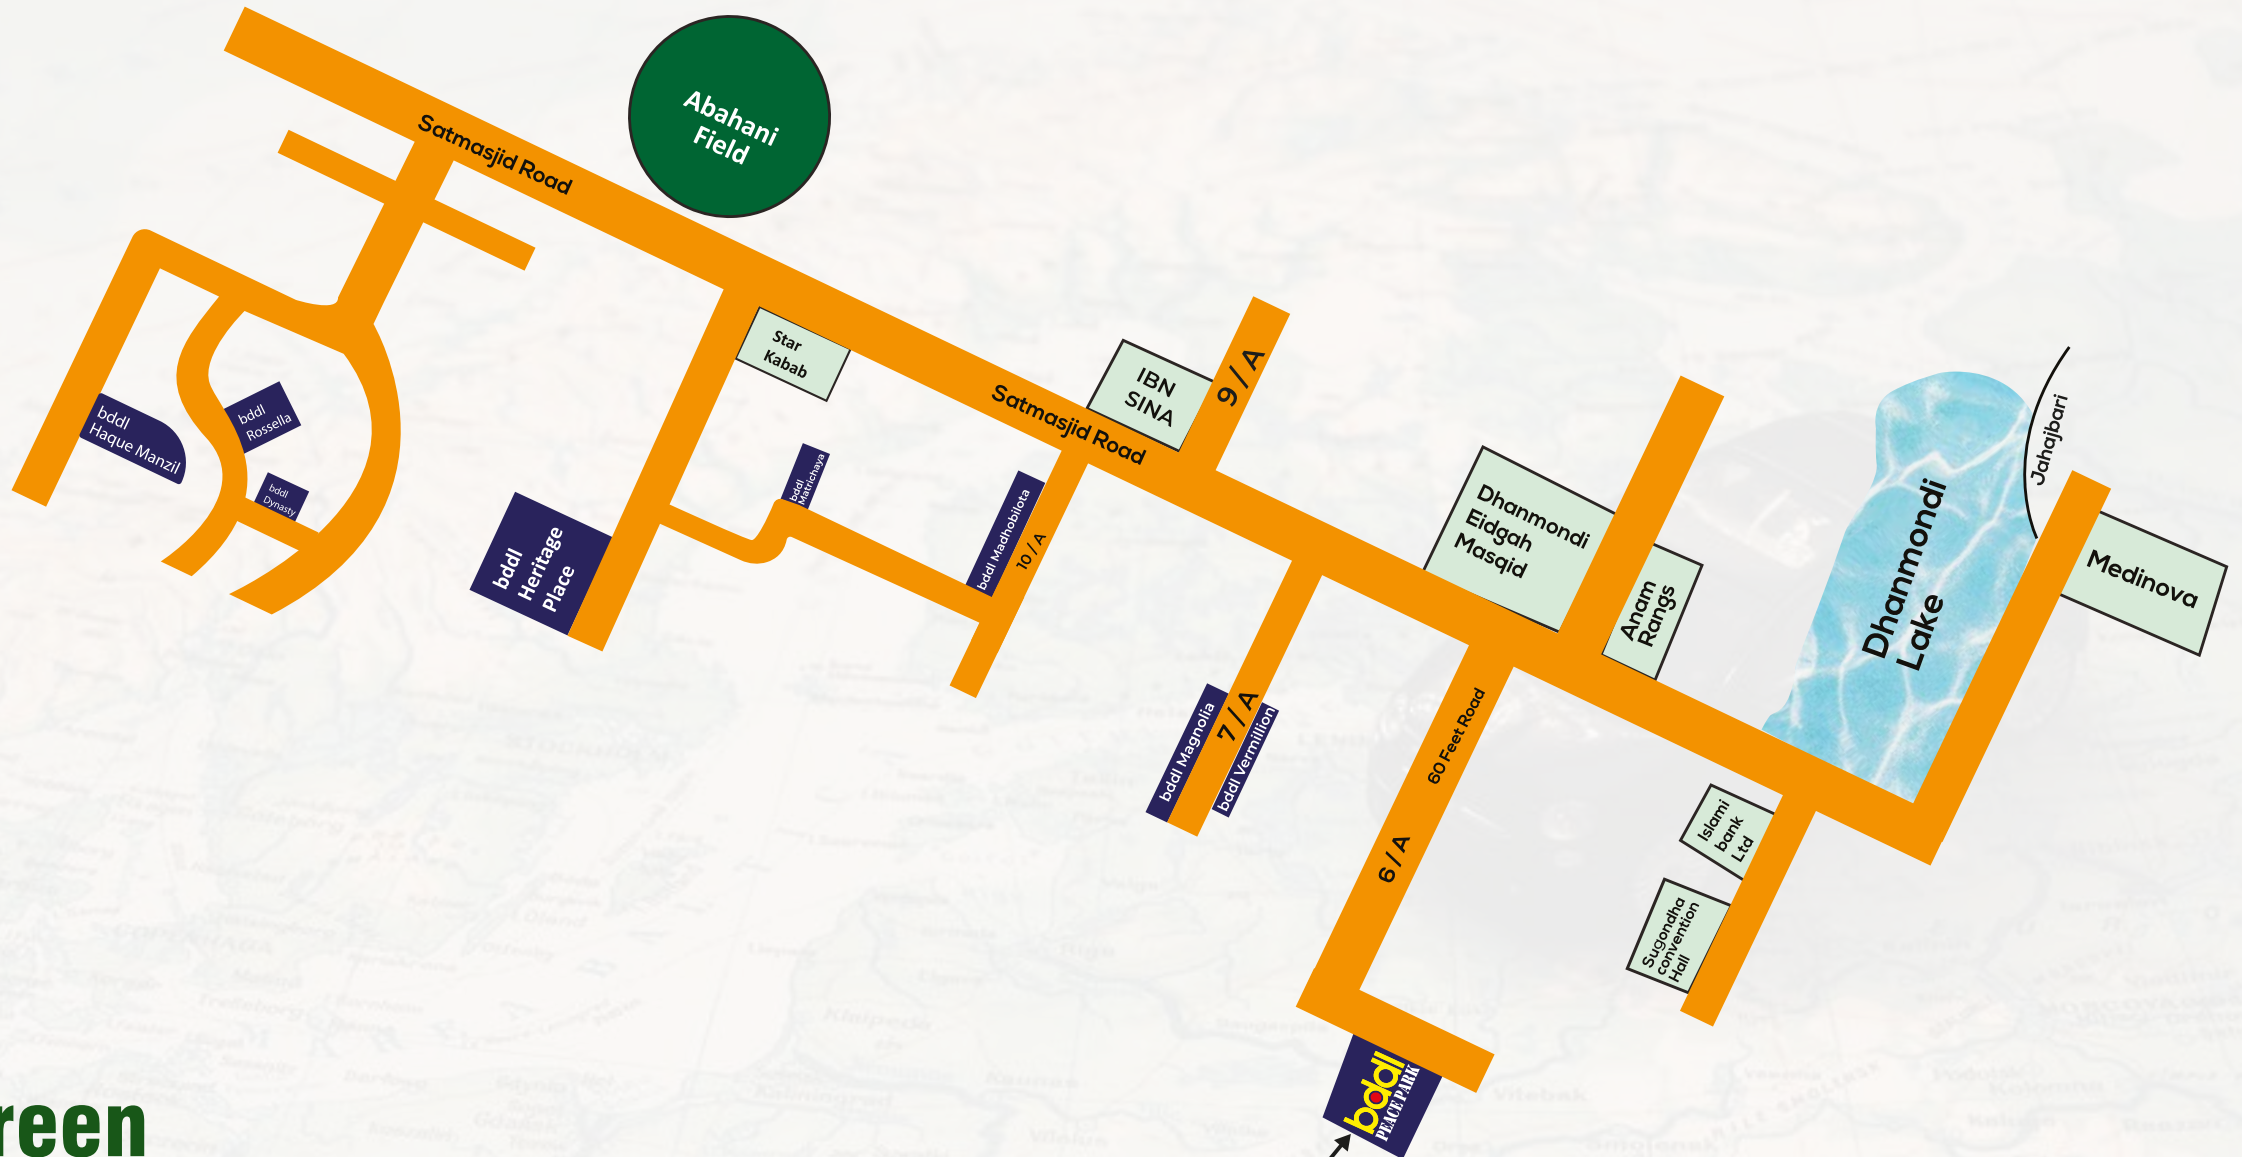 Abahani
Field
Satmasjid Road
Star
Kabab
IBN
SINA
9 / A
Satmasjid Road
bddl
Haque Manzil
bddl
Rossella
bddl
Dynasty
bddl
Heritage
Place
bddl
Matrichaya
bddl Madhobilota
10 / A
Dhanmondi
Eidgah
Masqid
Anam
Rangs
Dhanmondi
Lake
Jahajbari
Medinova
bddl Magnolia
7 / A
bddl Vermillion
60 Feet Road
6 / A
Islami
bank
Ltd
Sugondha
convention
Hall
bddl
PEACE PARK
reen